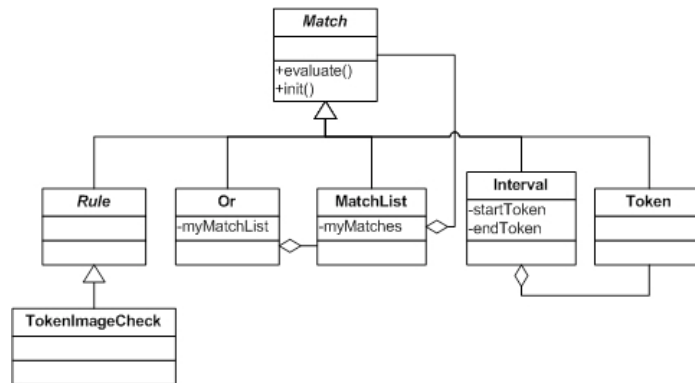 Match
+evaluate()
+init()
Rule
Or
-myMatchList
MatchList
-myMatches
Interval
-startToken
-endToken
Token
TokenImageCheck